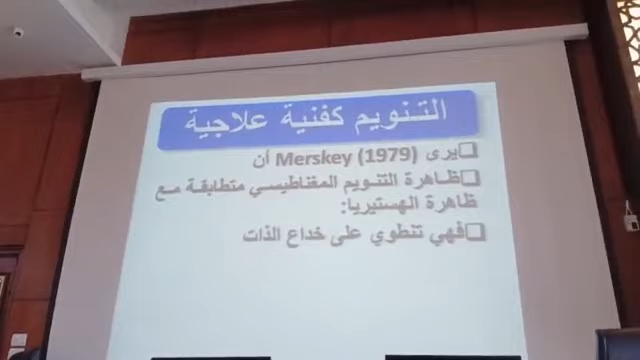 التنويم كفنية علاجية
يرى Merskey (1979) أن
ظاهرة التنويم المغناطيسي متطابقة مع
ظاهرة الهستيريا:
فهي تنطوي على خداع الذات